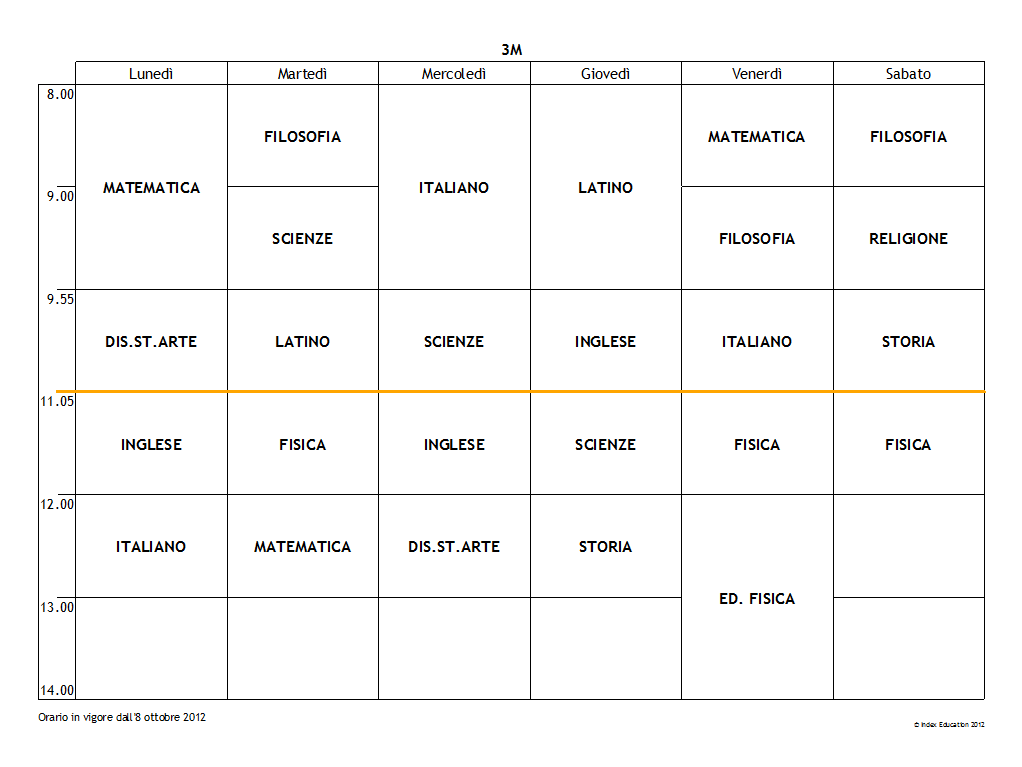 3M
Lunedì Martedì Mercoledì Giovedì Venerdì Sabato
8.00
FILOSOFIA MATEMATICA FILOSOFIA
MATEMATICA ITALIANO LATINO
9.00
SCIENZE FILOSOFIA RELIGIONE
9.55
DIS.ST.ARTE LATINO SCIENZE INGLESE ITALIANO STORIA
11.05
INGLESE FISICA INGLESE SCIENZE FISICA FISICA
12.00
ITALIANO MATEMATICA DIS.ST.ARTE STORIA
ED. FISICA
13.00
14.00
Orario in vigore dall'8 ottobre 2012
© Index Education 2012